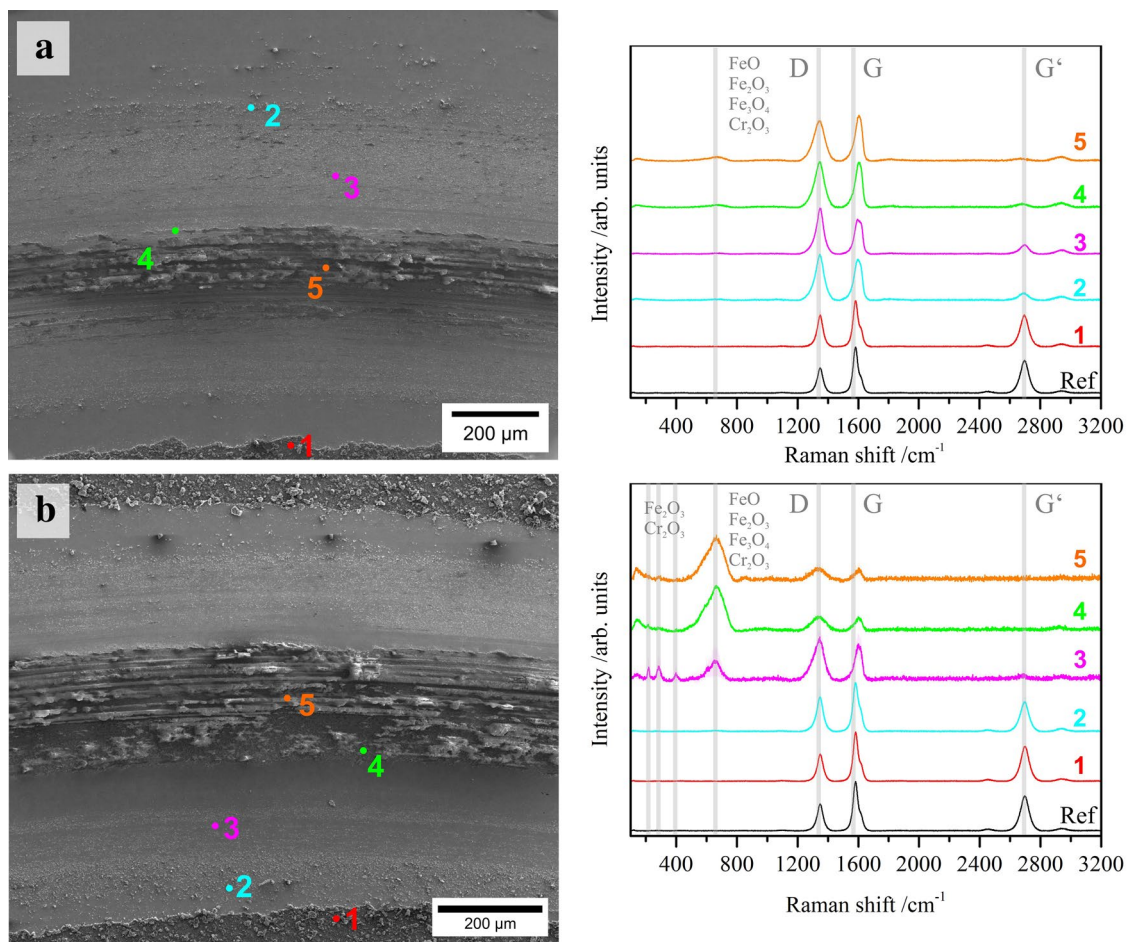 a
2
3
4
5
200 µm
1
FeO
Fe₂O₃
Fe₃O₄
Cr₂O₃
D
G
G‘
5
4
3
2
1
Ref
Intensity /arb. units
400 800 1200 1600 2000 2400 2800 3200
Raman shift /cm⁻¹
b
5
4
3
2
1
200 µm
Fe₂O₃
Cr₂O₃
FeO
Fe₂O₃
Fe₃O₄
Cr₂O₃
D
G
G‘
5
4
3
2
1
Ref
Intensity /arb. units
400 800 1200 1600 2000 2400 2800 3200
Raman shift /cm⁻¹